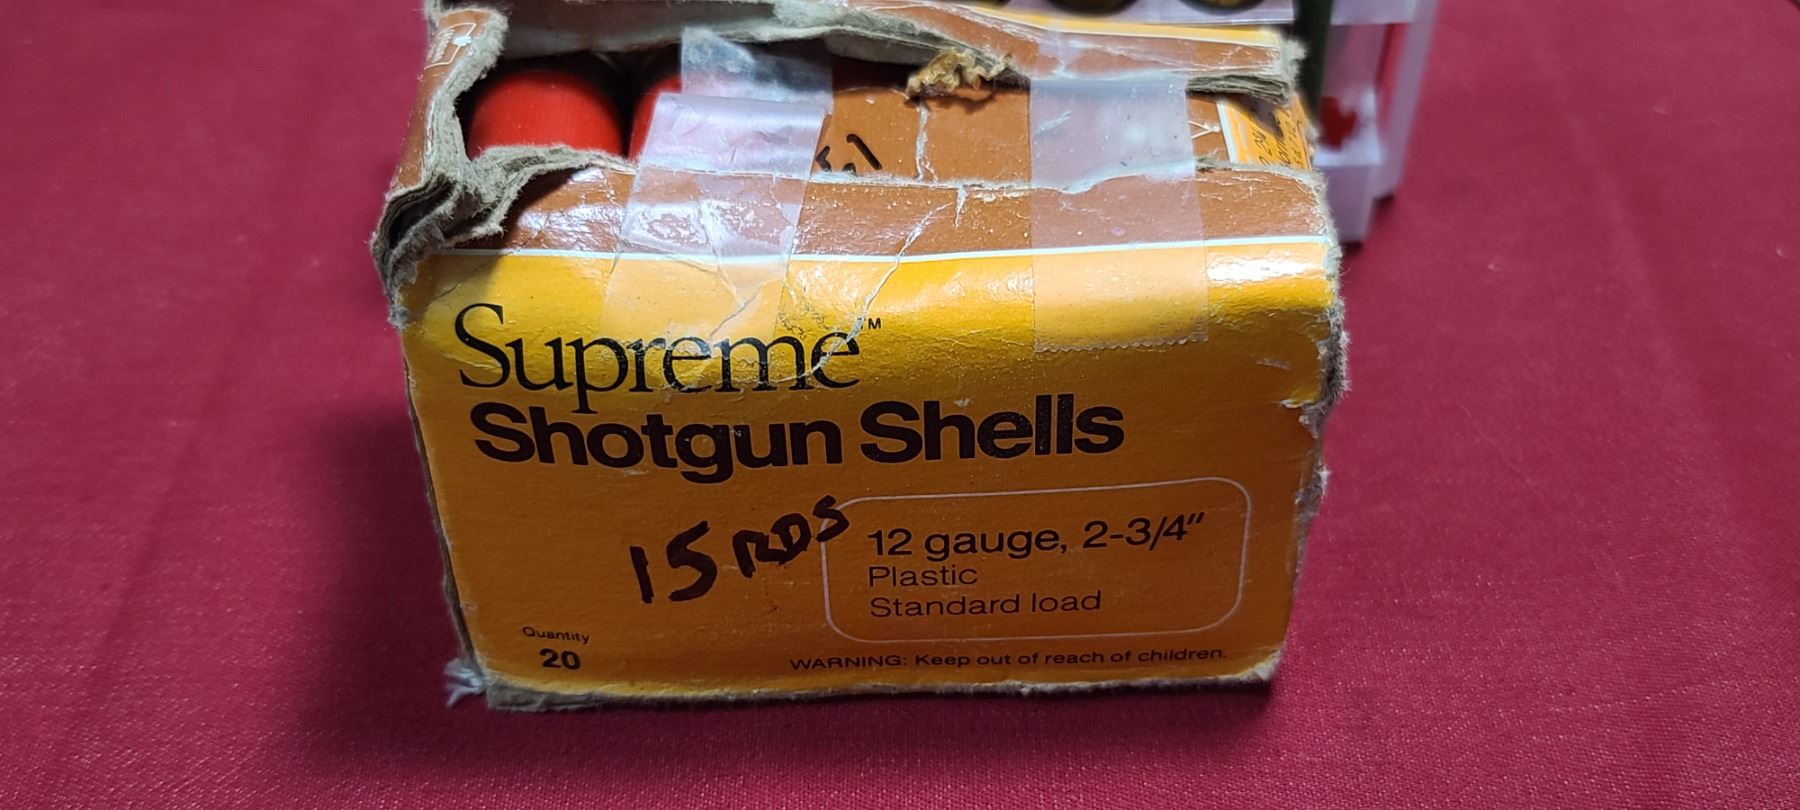 Supreme™
Shotgun Shells
15 RDS
12 gauge, 2-3/4"
Plastic
Standard load
Quantity
20
WARNING: Keep out of reach of children.